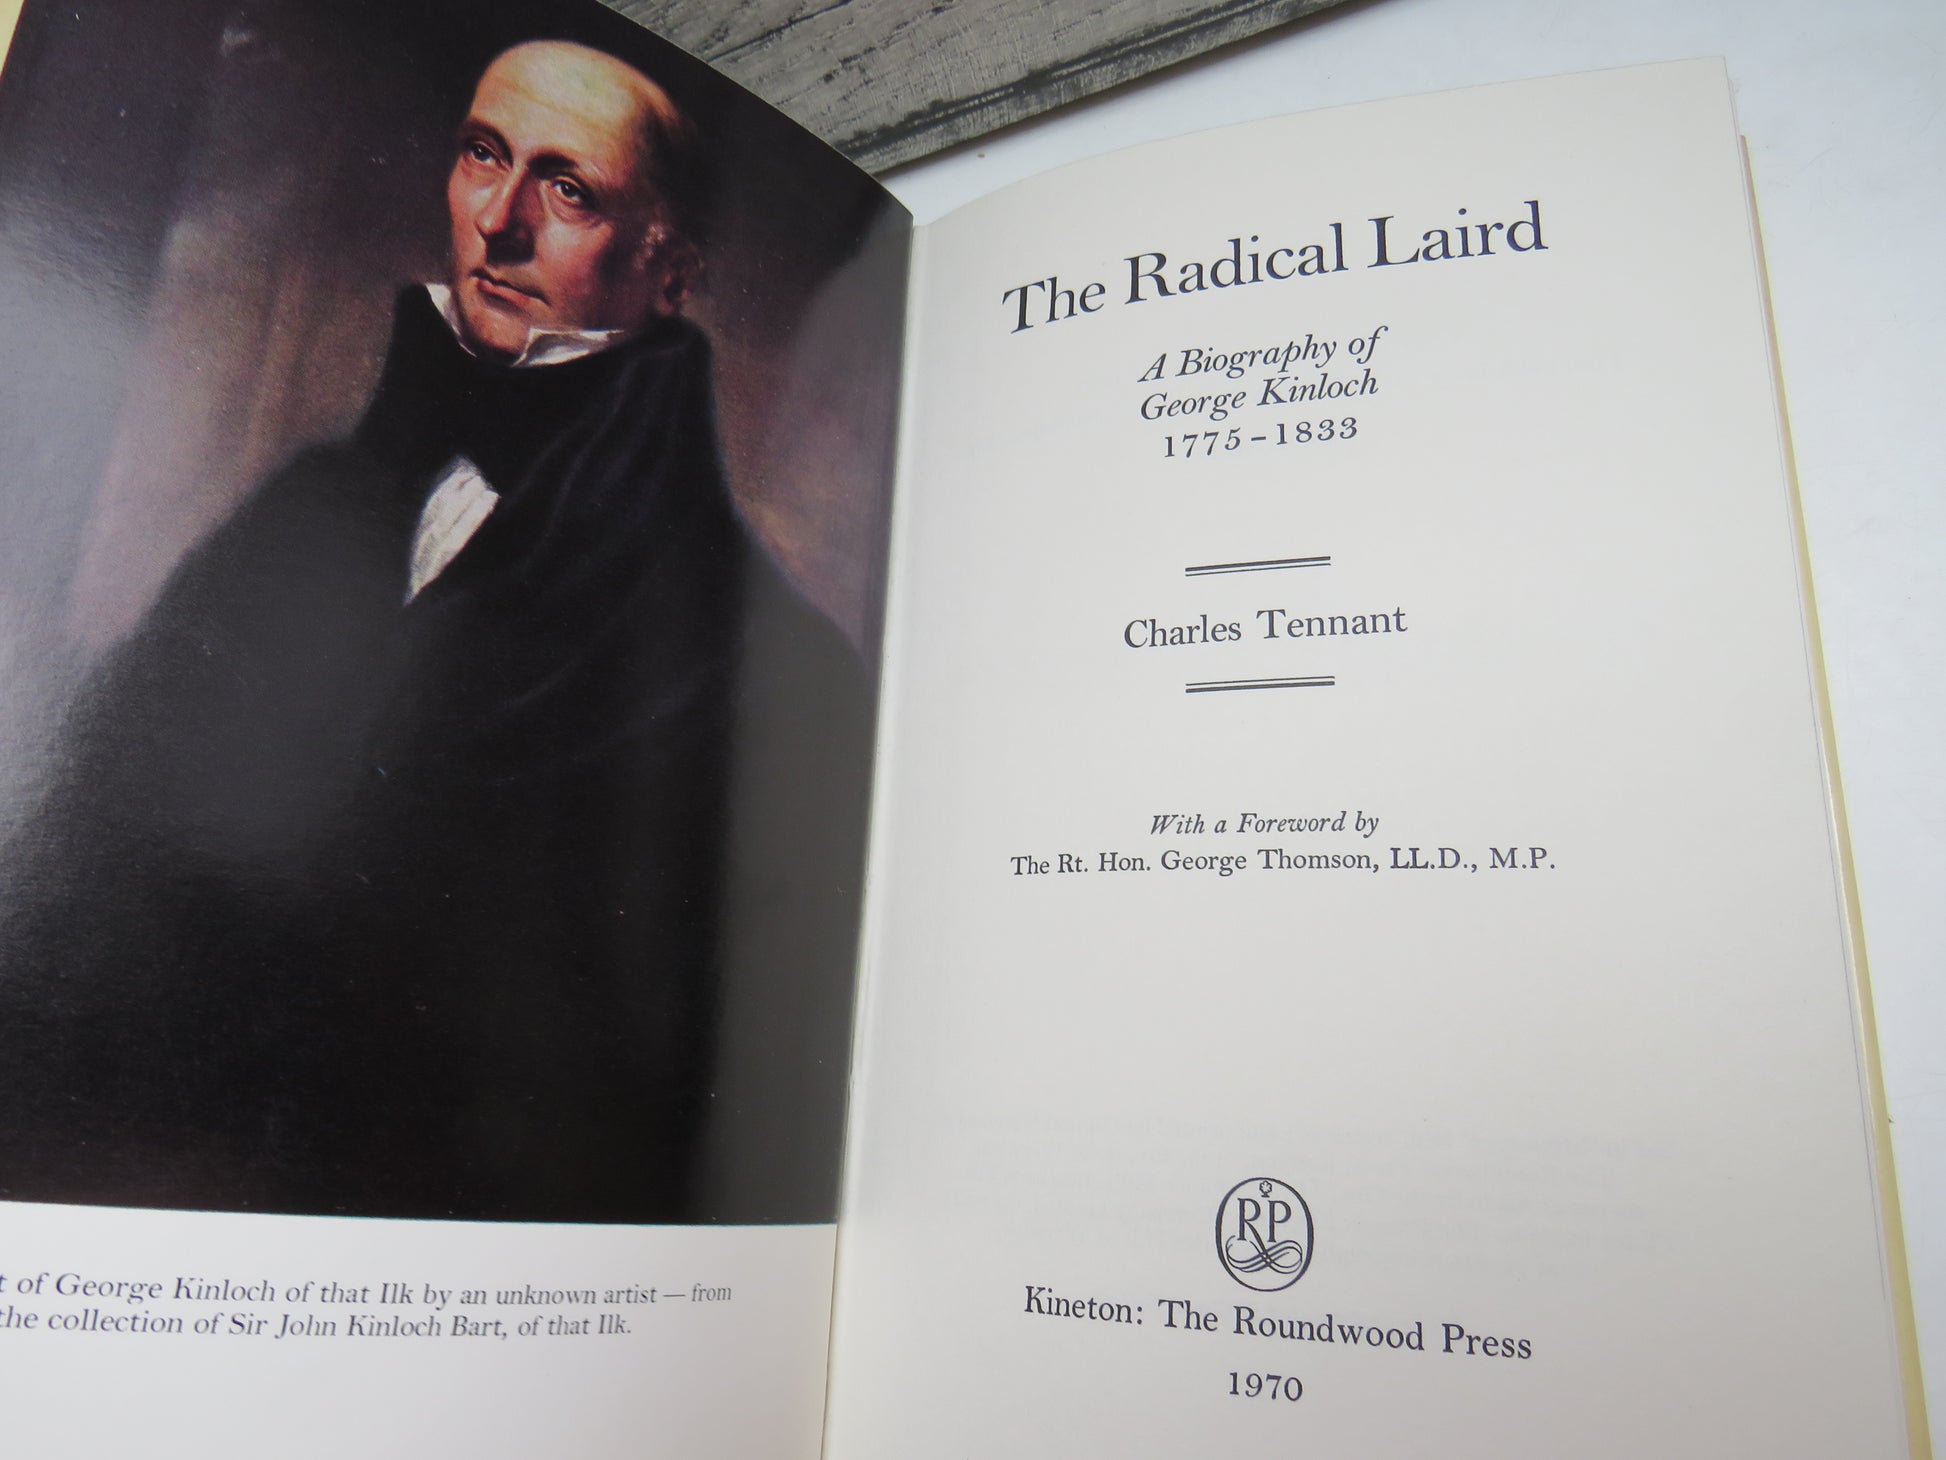 of George Kinloch of that Ilk by an unknown artist — from
the collection of Sir John Kinloch Bart, of that Ilk.
The Radical Laird
A Biography of
George Kinloch
1775–1833
Charles Tennant
With a Foreword by
The Rt. Hon. George Thomson, LL.D., M.P.
RP
Kineton: The Roundwood Press
1970